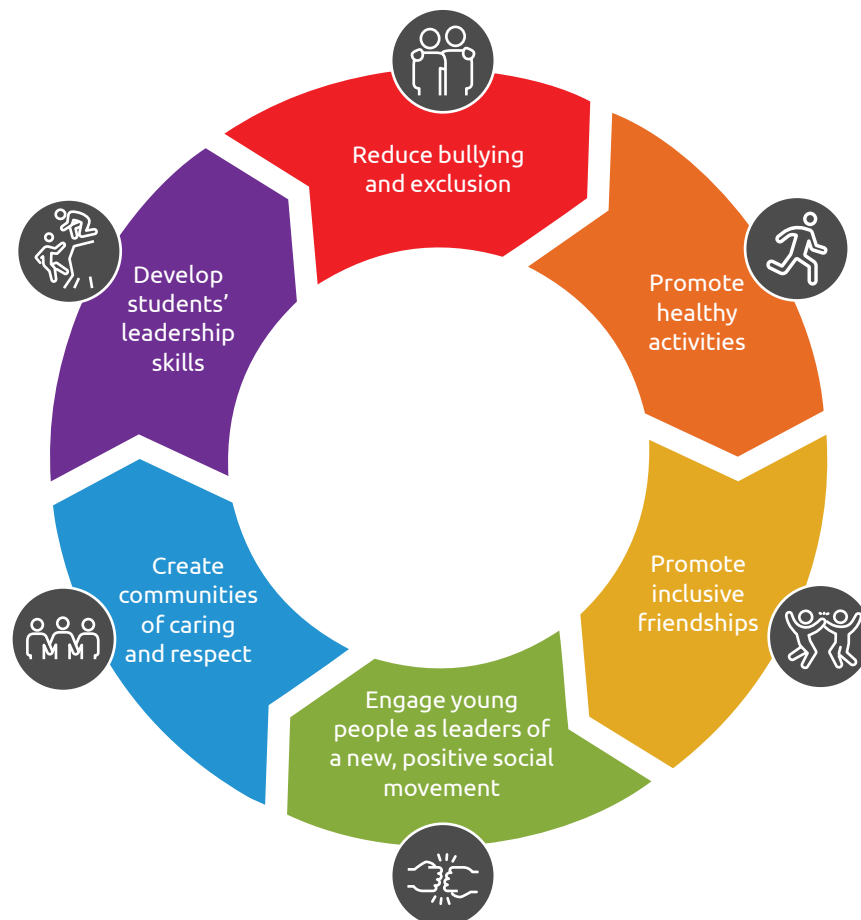 Reduce bullying
and exclusion
Promote
healthy
activities
Promote
inclusive
friendships
Engage young
people as leaders of
a new, positive social
movement
Create
communities
of caring
and respect
Develop
students’
leadership
skills